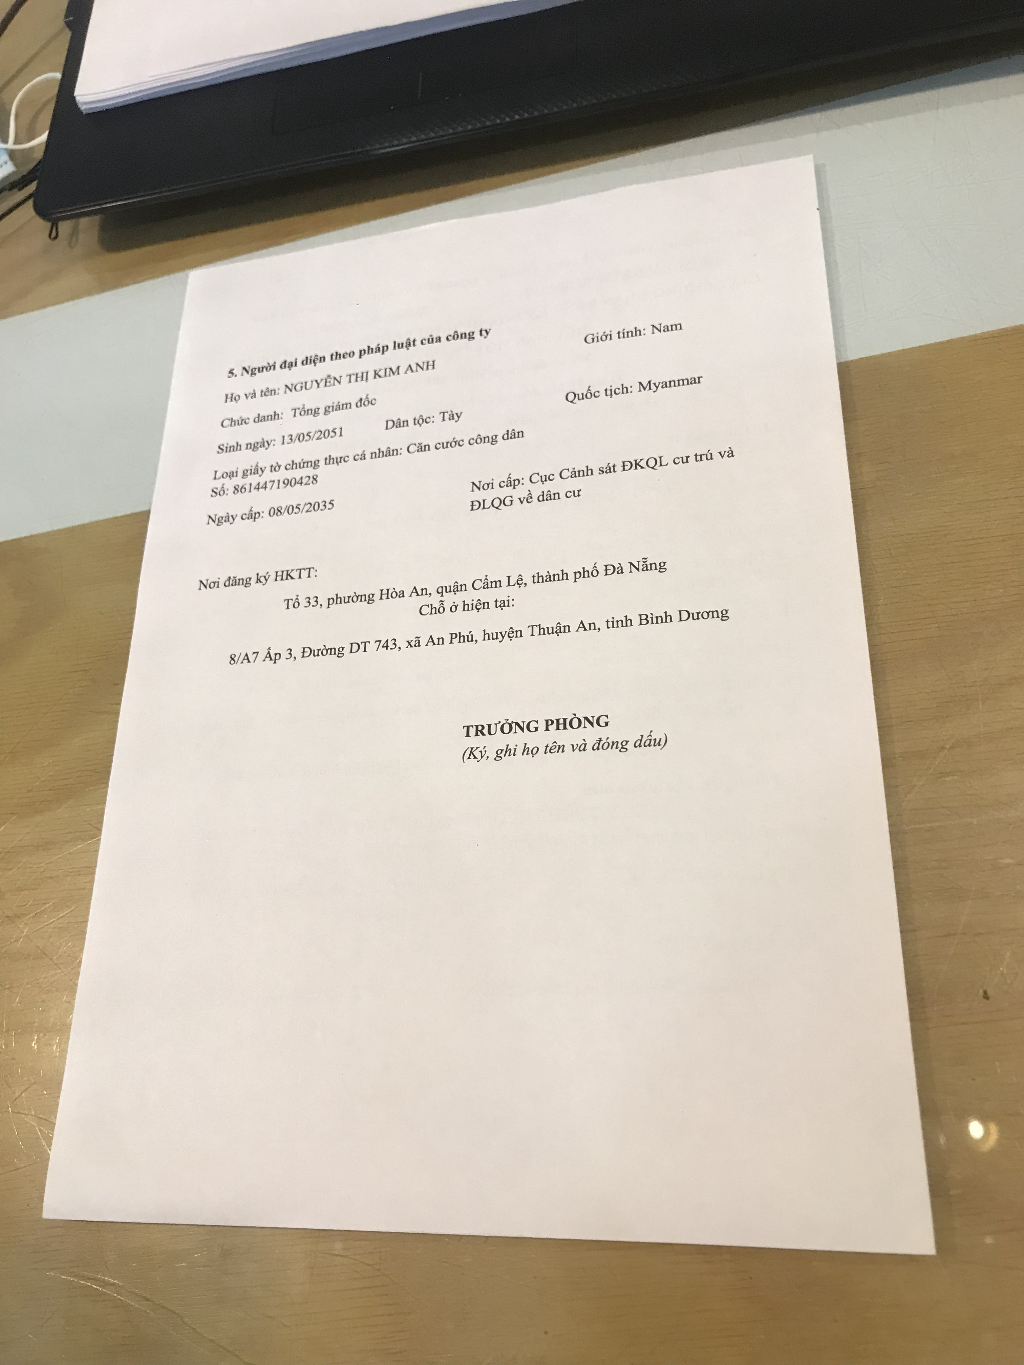 5. Người đại diện theo pháp luật của công ty
Họ và tên: NGUYỄN THỊ KIM ANH Giới tính: Nam
Chức danh: Tổng giám đốc
Sinh ngày: 13/05/2051 Dân tộc: Tày Quốc tịch: Myanmar
Loại giấy tờ chứng thực cá nhân: Căn cước công dân
Số: 861447190428
Ngày cấp: 08/05/2035 Nơi cấp: Cục Cảnh sát ĐKQL cư trú và
ĐLQG về dân cư
Nơi đăng ký HKTT:
Tổ 33, phường Hòa An, quận Cẩm Lệ, thành phố Đà Nẵng
Chỗ ở hiện tại:
8/A7 Ấp 3, Đường DT 743, xã An Phú, huyện Thuận An, tỉnh Bình Dương
TRƯỞNG PHÒNG
(Ký, ghi họ tên và đóng dấu)